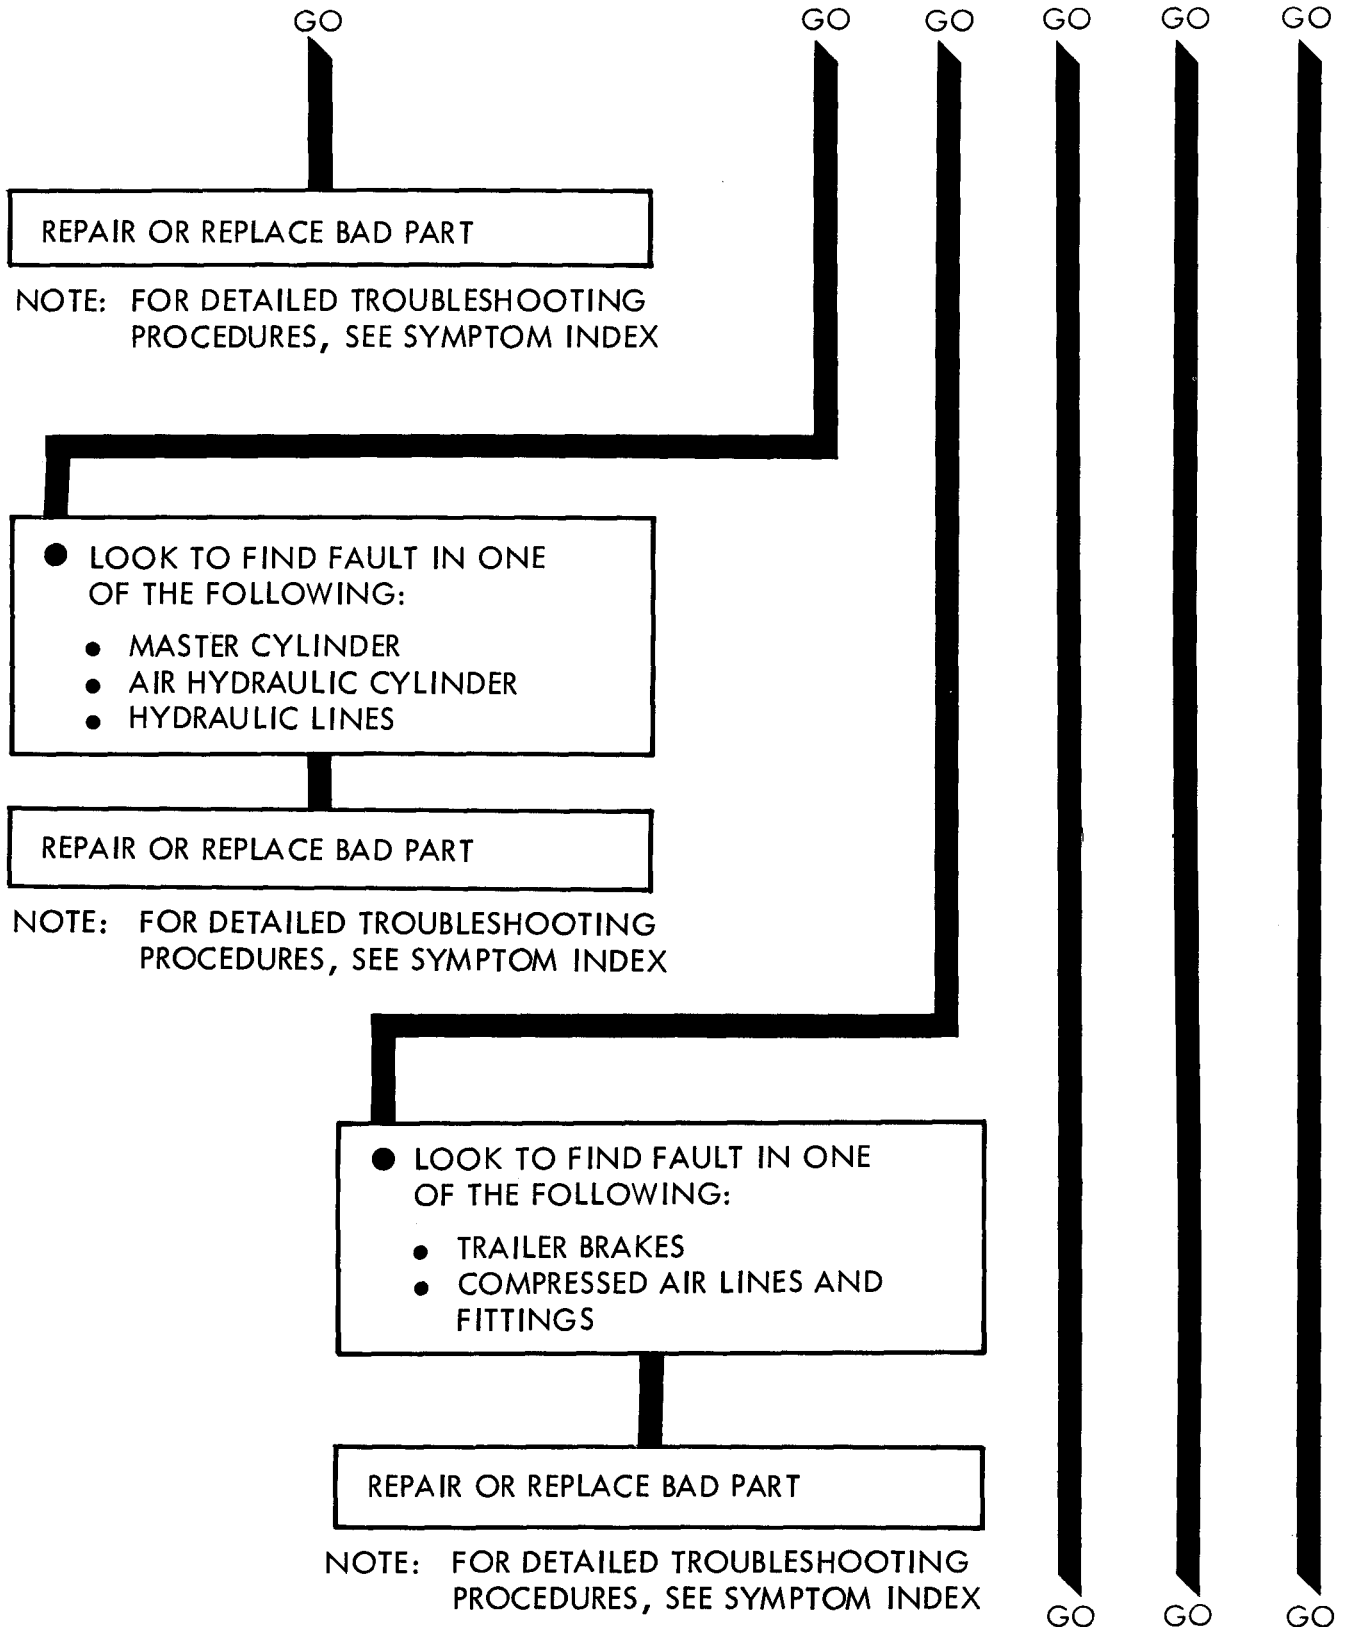 GO GO GO GO GO GO
REPAIR OR REPLACE BAD PART
NOTE: FOR DETAILED TROUBLESHOOTING
PROCEDURES, SEE SYMPTOM INDEX
● LOOK TO FIND FAULT IN ONE
OF THE FOLLOWING:
● MASTER CYLINDER
● AIR HYDRAULIC CYLINDER
● HYDRAULIC LINES
REPAIR OR REPLACE BAD PART
NOTE: FOR DETAILED TROUBLESHOOTING
PROCEDURES, SEE SYMPTOM INDEX
● LOOK TO FIND FAULT IN ONE
OF THE FOLLOWING:
● TRAILER BRAKES
● COMPRESSED AIR LINES AND
FITTINGS
REPAIR OR REPLACE BAD PART
NOTE: FOR DETAILED TROUBLESHOOTING
PROCEDURES, SEE SYMPTOM INDEX
GO GO GO